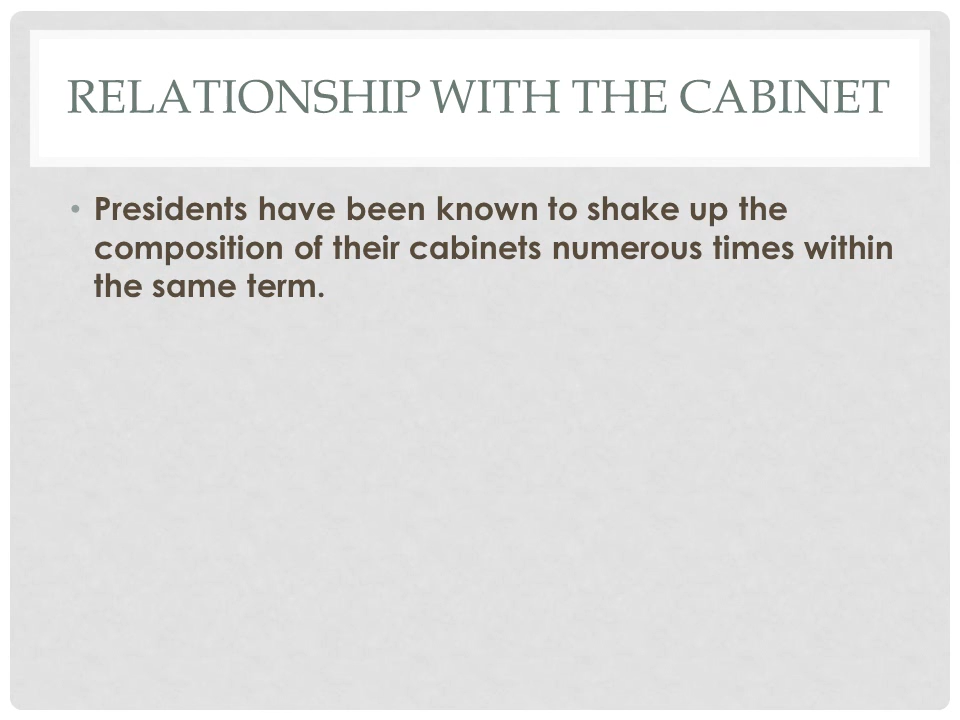 RELATIONSHIP WITH THE CABINET
• Presidents have been known to shake up the
composition of their cabinets numerous times within
the same term.